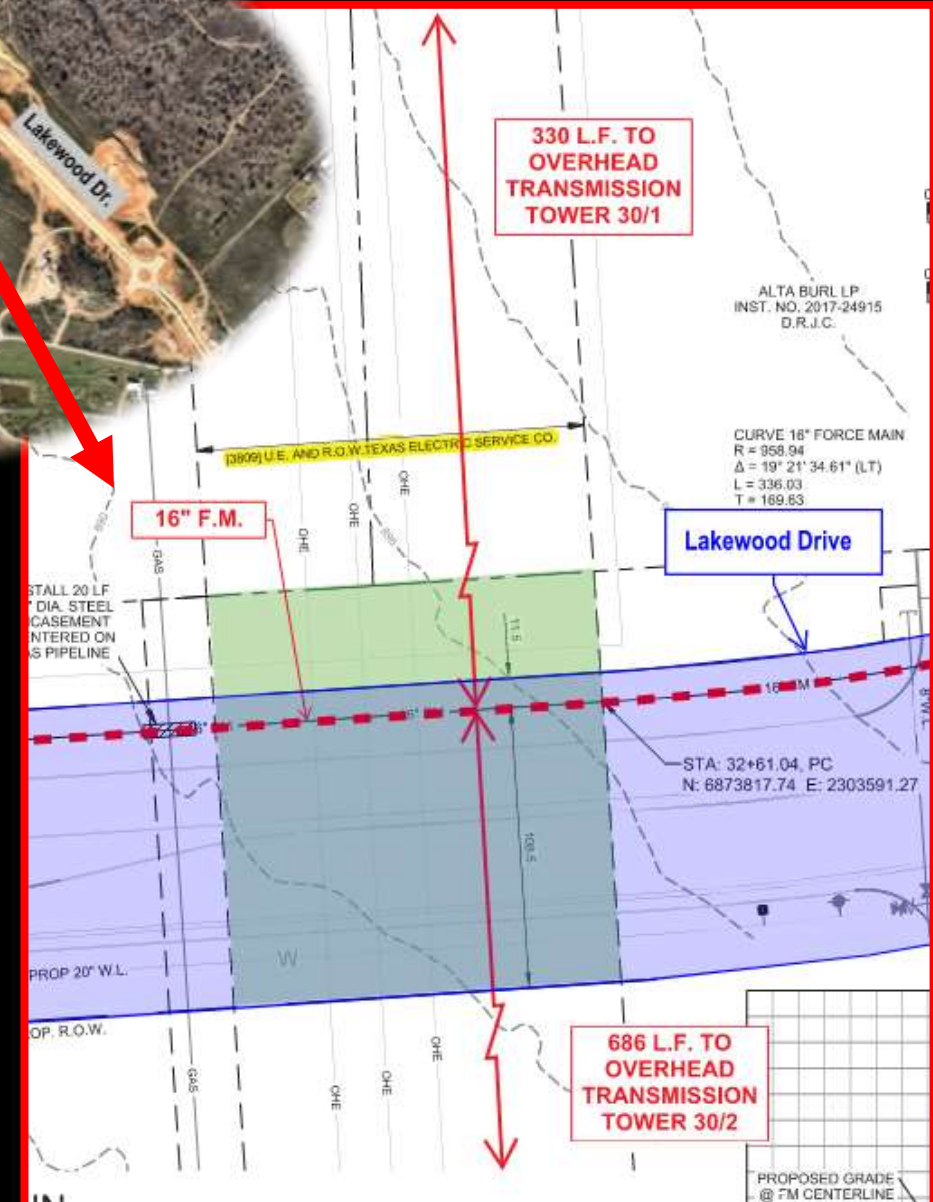 Lakewood Dr.
330 L.F. TO
OVERHEAD
TRANSMISSION
TOWER 30/1
ALTA BURL LP
INST. NO. 2017-24915
D.R.J.C.
[3809] U.E. AND R.O.W. TEXAS ELECTRIC SERVICE CO.
CURVE 16" FORCE MAIN
R = 958.94
Δ = 19° 21' 34.61" (LT)
L = 336.03
T = 169.63
OHE
OHE
OHE
16" F.M.
Lakewood Drive
GAS
STALL 20 LF
" DIA. STEEL
CASEMENT
ENTERED ON
AS PIPELINE
11.5
8" W.L.
STA: 32+61.04, PC
N: 6873817.74 E: 2303591.27
108.5
W
PROP 20" W.L.
OP. R.O.W.
GAS
OHE
OHE
OHE
686 L.F. TO
OVERHEAD
TRANSMISSION
TOWER 30/2
PROPOSED GRADE
@ FM CENTERLINE